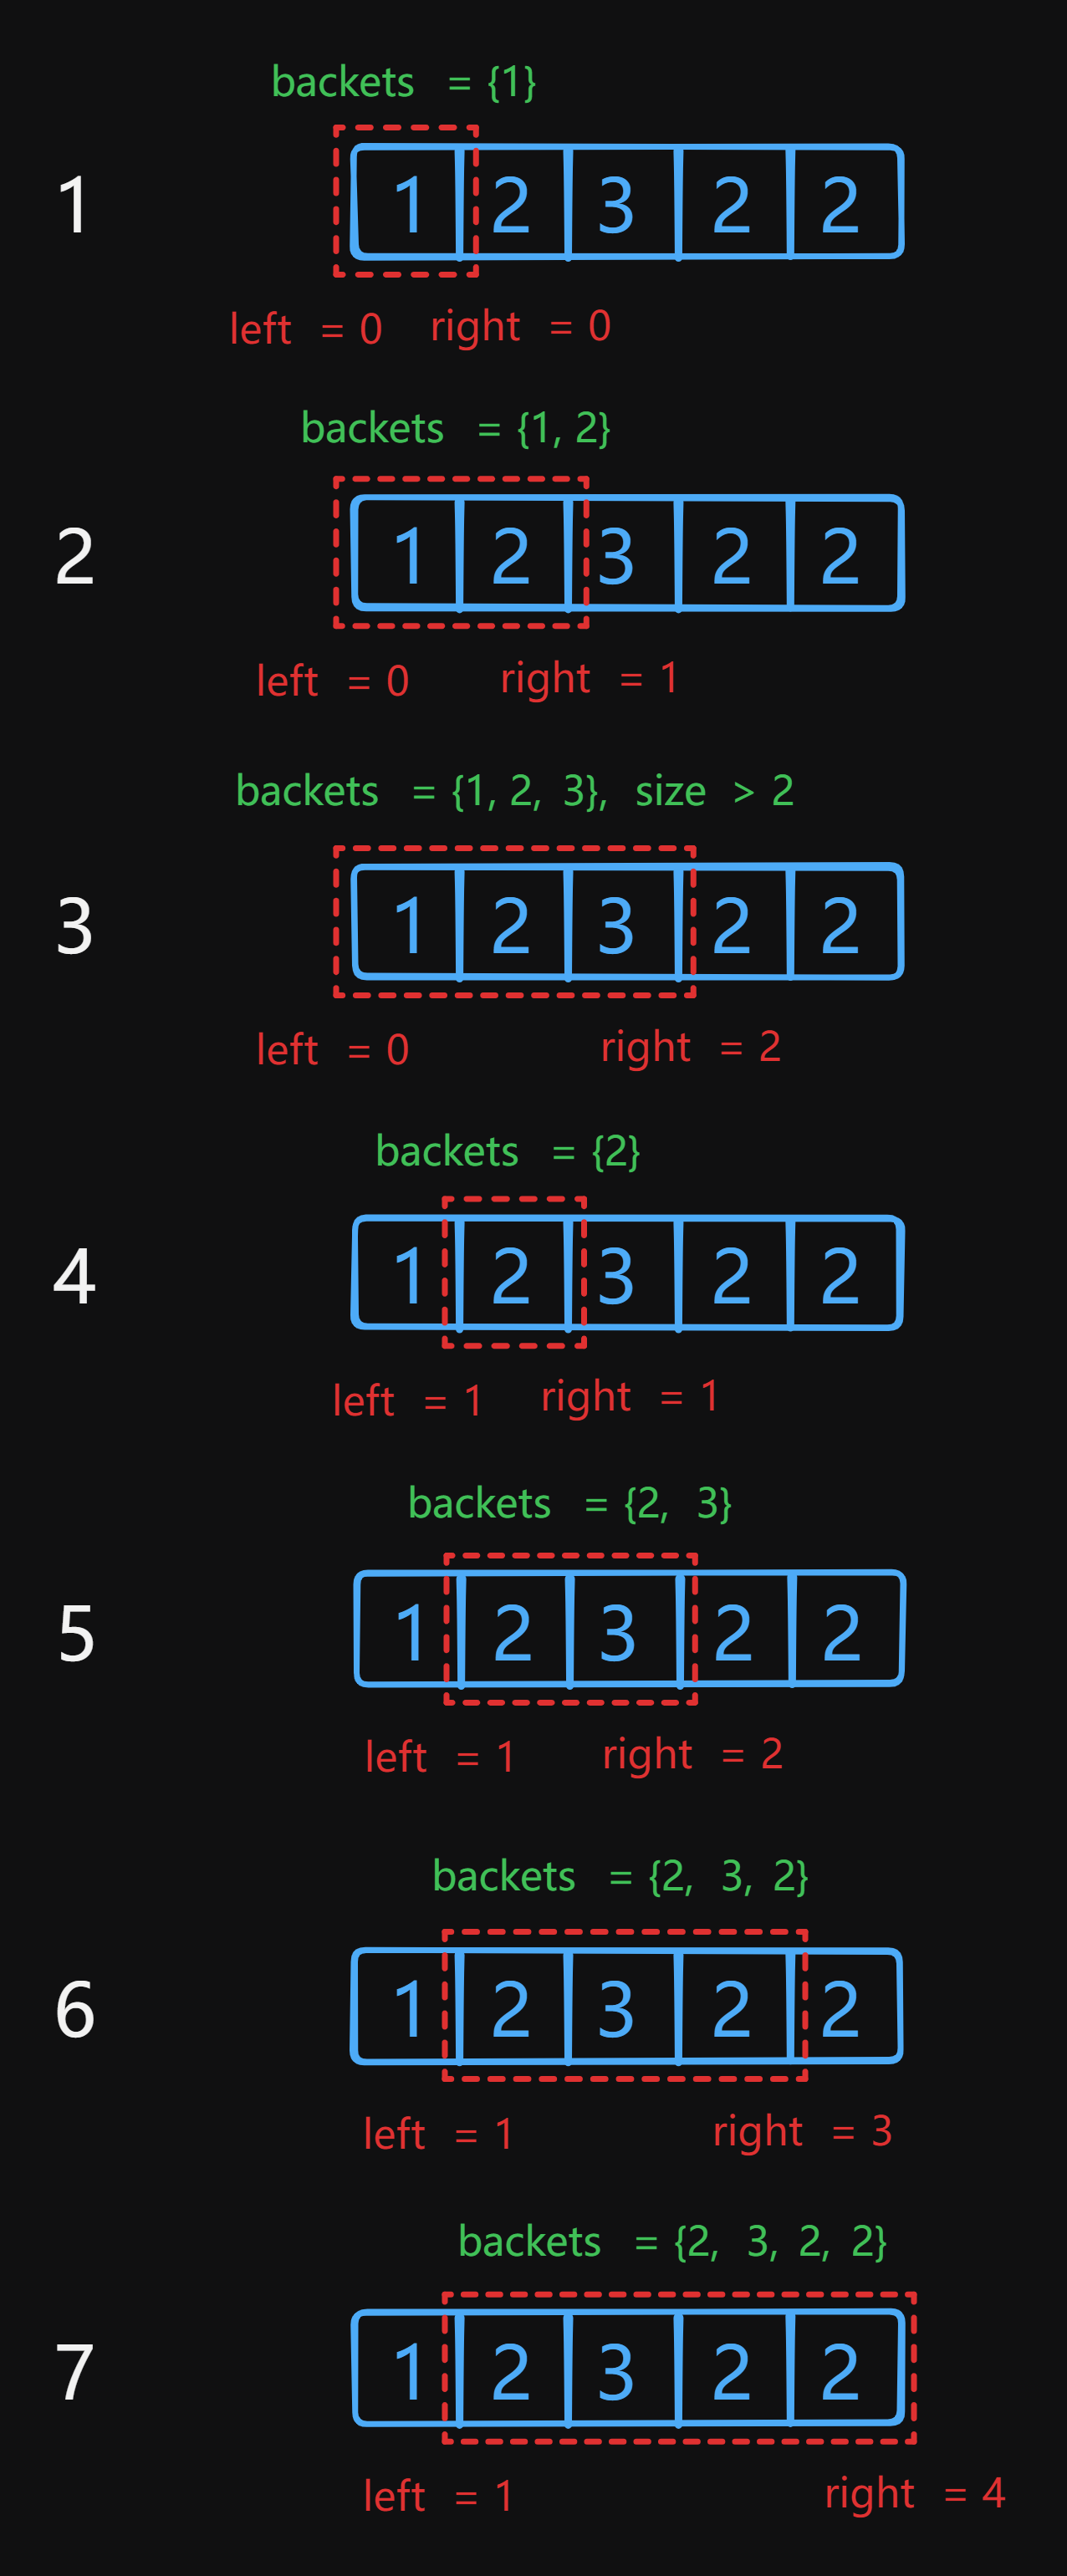 backets = {1}
1
1 2 3 2 2
left = 0 right = 0
backets = {1, 2}
2
1 2 3 2 2
left = 0 right = 1
backets = {1, 2, 3}, size > 2
3
1 2 3 2 2
left = 0 right = 2
backets = {2}
4
1 2 3 2 2
left = 1 right = 1
backets = {2, 3}
5
1 2 3 2 2
left = 1 right = 2
backets = {2, 3, 2}
6
1 2 3 2 2
left = 1 right = 3
backets = {2, 3, 2, 2}
7
1 2 3 2 2
left = 1 right = 4